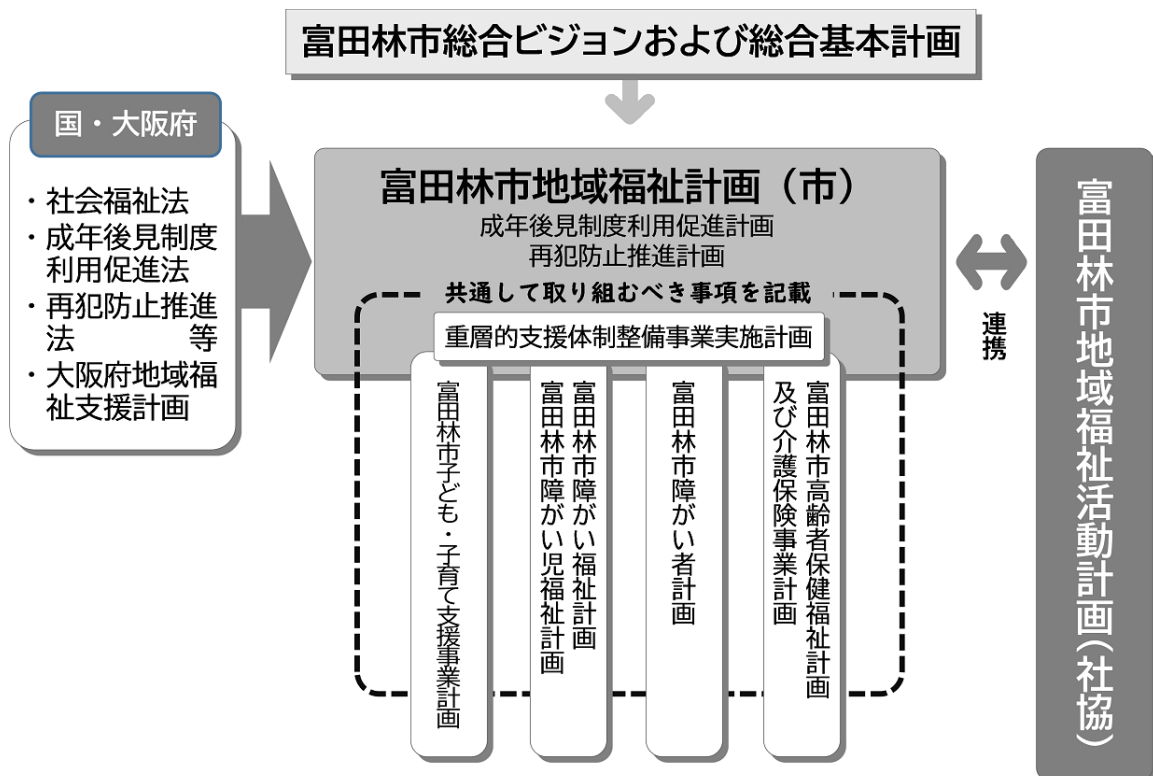 富田林市総合ビジョンおよび総合基本計画
国・大阪府
・社会福祉法
・成年後見制度
利用促進法
・再犯防止推進
法　等
・大阪府地域福
祉支援計画
富田林市地域福祉計画（市）
成年後見制度利用促進計画
再犯防止推進計画
共通して取り組むべき事項を記載
重層的支援体制整備事業実施計画
富田林市高齢者保健福祉計画
及び介護保険事業計画
富田林市障がい者計画
富田林市障がい福祉計画
富田林市障がい児福祉計画
富田林市子ども・子育て支援事業計画
連携
富田林市地域福祉活動計画（社協）